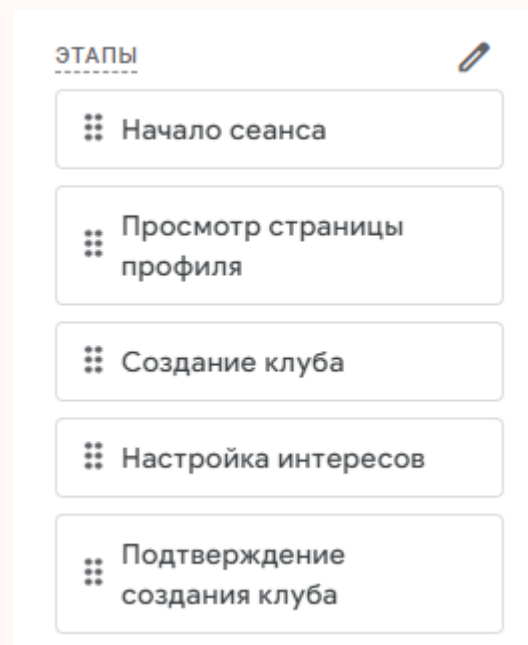 ЭТАПЫ
Начало сеанса
Просмотр страницы
профиля
Создание клуба
Настройка интересов
Подтверждение
создания клуба